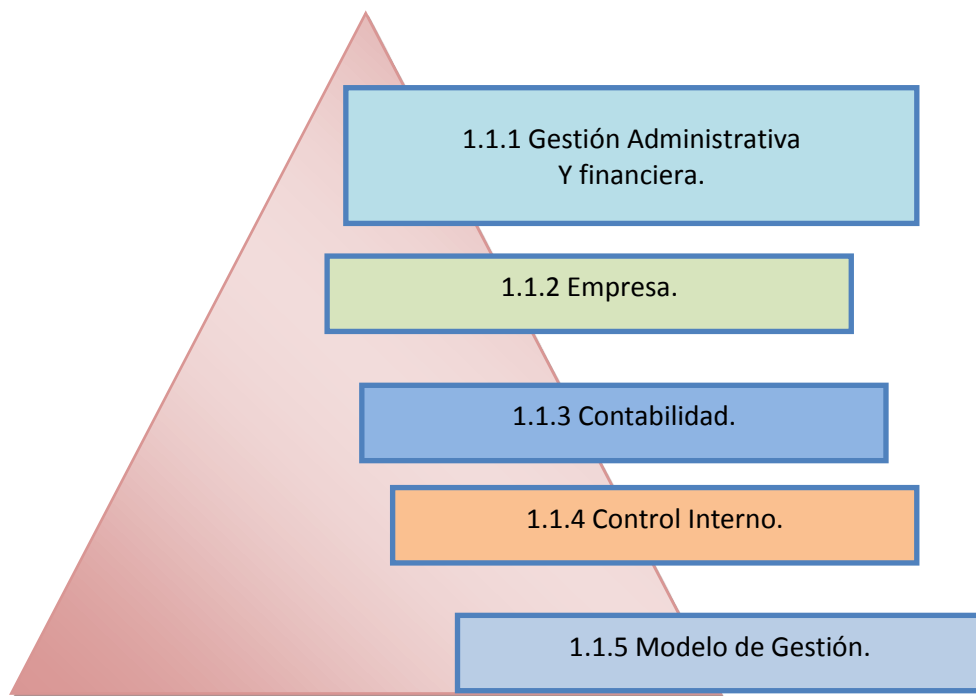 1.1.1 Gestión Administrativa
Y financiera.
1.1.2 Empresa.
1.1.3 Contabilidad.
1.1.4 Control Interno.
1.1.5 Modelo de Gestión.